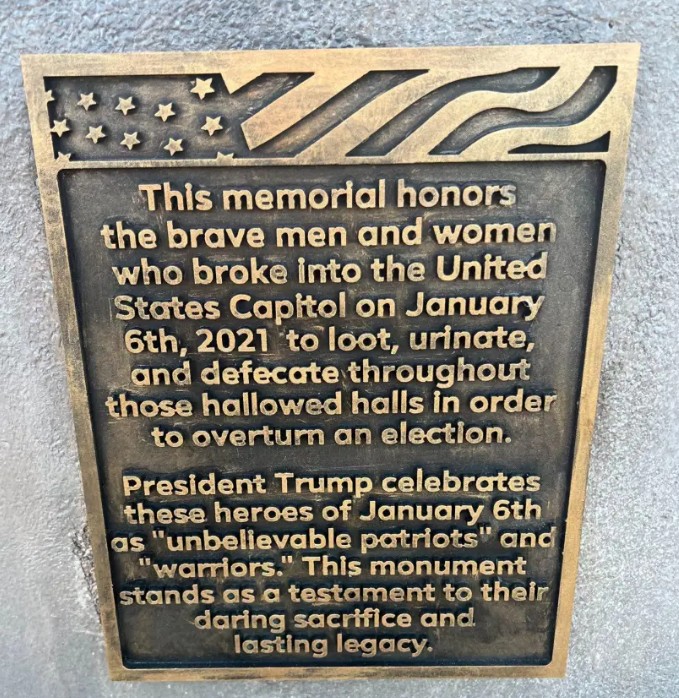 This memorial honors
the brave men and women
who broke into the United
States Capitol on January
6th, 2021 to loot, urinate,
and defecate throughout
those hallowed halls in order
to overturn an election.
President Trump celebrates
these heroes of January 6th
as "unbelievable patriots" and
"warriors." This monument
stands as a testament to their
daring sacrifice and
lasting legacy.